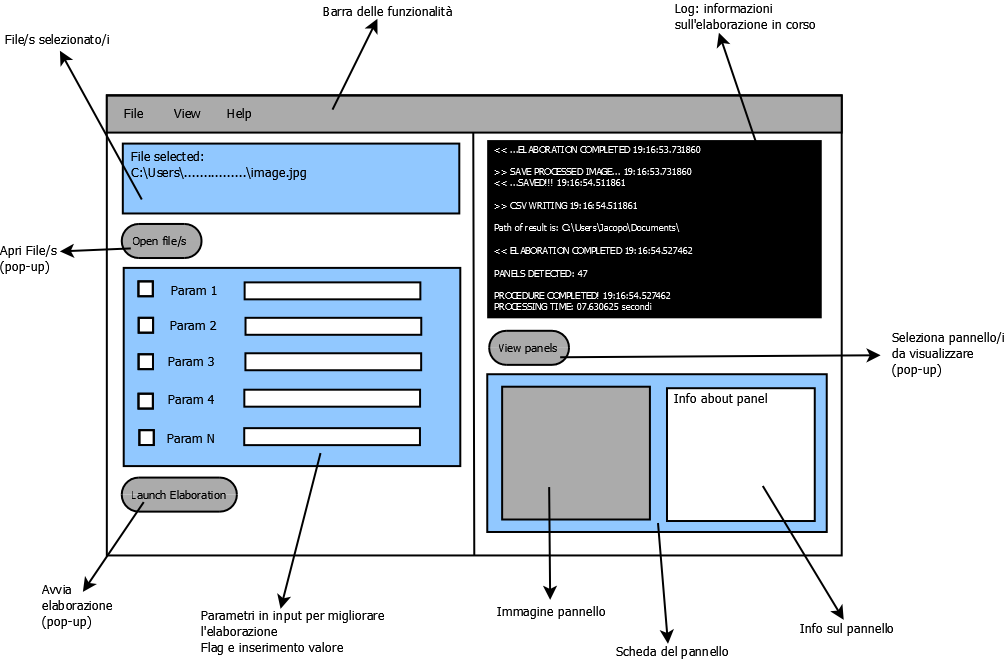 Barra delle funzionalità
Log: informazioni
sull'elaborazione in corso
File/s selezionato/i
File View Help
File selected:
C:\Users\...............\image.jpg
Open file/s
Apri File/s
(pop-up)
Param 1
Param 2
Param 3
Param 4
Param N
Launch Elaboration
<< ...ELABORATION COMPLETED 19:16:53.731860
>> SAVE PROCESSED IMAGE... 19:16:53.731860
<< ...SAVED!!! 19:16:54.511861
>> CSV WRITING 19:16:54.511861
Path of result is: C:\Users\Jacopo\Documents\
<< ELABORATION COMPLETED 19:16:54.527462
PANELS DETECTED: 47
PROCEDURE COMPLETED! 19:16:54.527462
PROCESSING TIME: 07.630625 secondi
View panels
Seleziona pannello/i
da visualizzare
(pop-up)
Info about panel
Avvia
elaborazione
(pop-up)
Parametri in input per migliorare
l'elaborazione
Flag e inserimento valore
Immagine pannello
Scheda del pannello
Info sul pannello